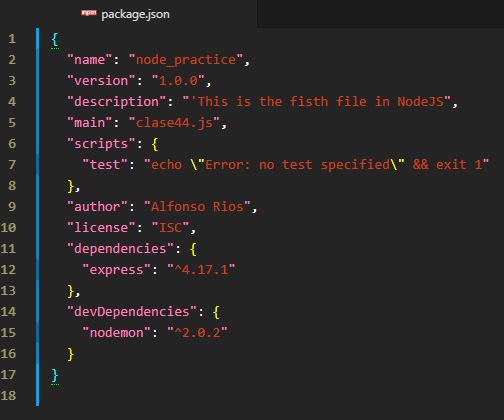 npm package.json
1 {
2 "name": "node_practice",
3 "version": "1.0.0",
4 "description": "'This is the fisth file in NodeJS",
5 "main": "clase44.js",
6 "scripts": {
7 "test": "echo \"Error: no test specified\" && exit 1"
8 },
9 "author": "Alfonso Rios",
10 "license": "ISC",
11 "dependencies": {
12 "express": "^4.17.1"
13 },
14 "devDependencies": {
15 "nodemon": "^2.0.2"
16 }
17 }
18